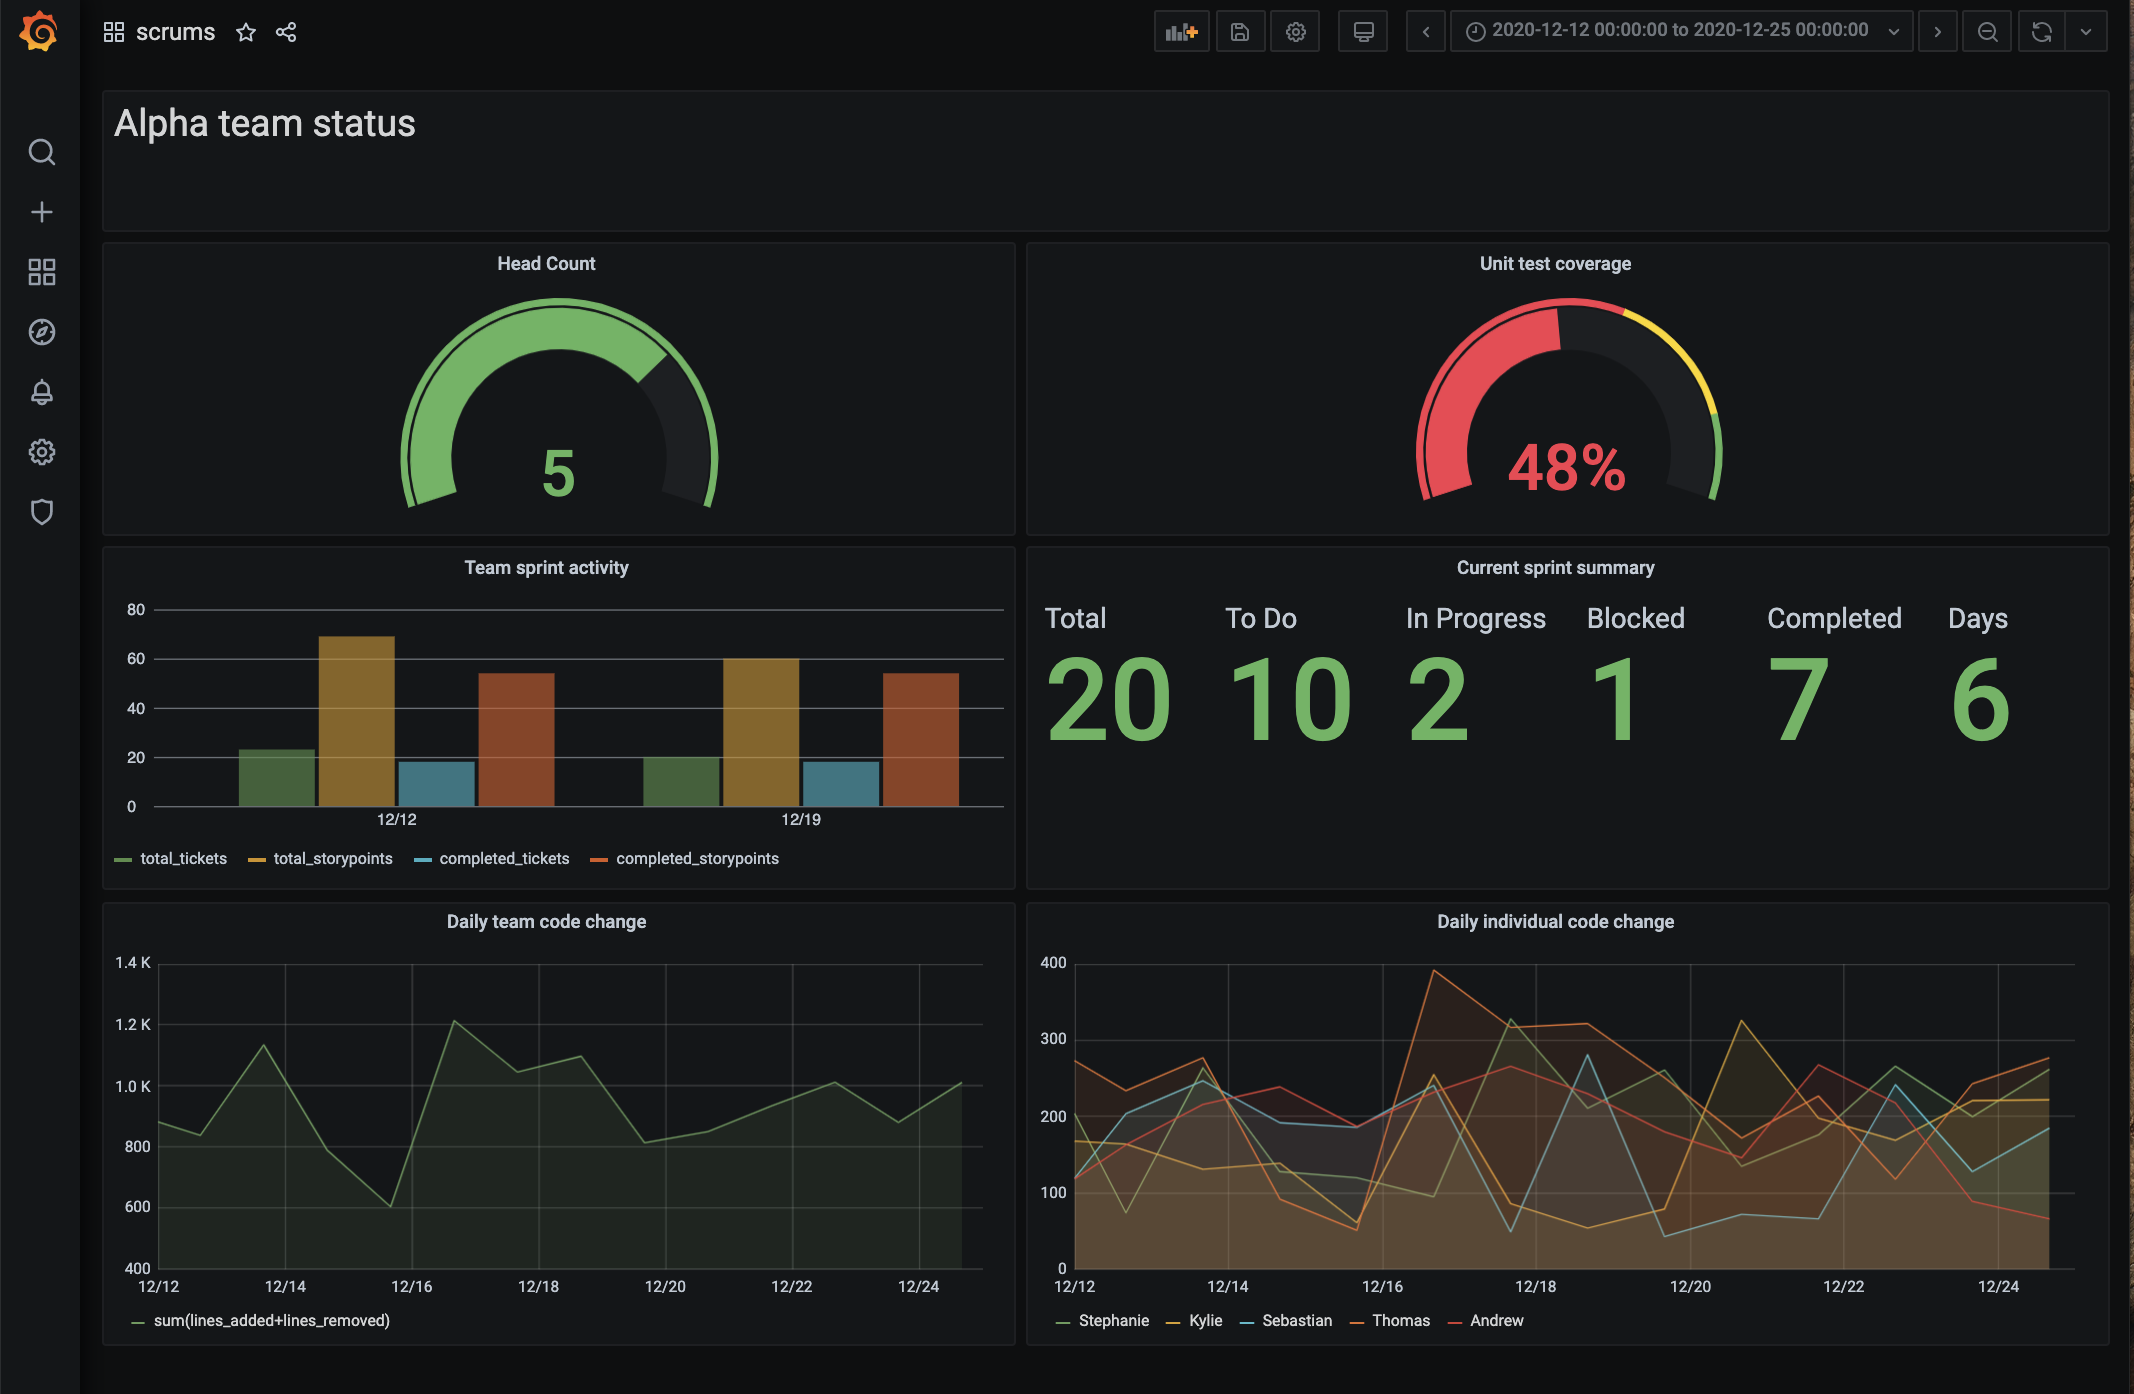 scrums
2020-12-12 00:00:00 to 2020-12-25 00:00:00
Alpha team status
Head Count
5
Unit test coverage
48%
Team sprint activity
80
60
40
20
0
12/12 12/19
total_tickets total_storypoints completed_tickets completed_storypoints
Current sprint summary
Total To Do In Progress Blocked Completed Days
20 10 2 1 7 6
Daily team code change
1.4 K
1.2 K
1.0 K
800
600
400
12/12 12/14 12/16 12/18 12/20 12/22 12/24
sum(lines_added+lines_removed)
Daily individual code change
400
300
200
100
0
12/12 12/14 12/16 12/18 12/20 12/22 12/24
Stephanie Kylie Sebastian Thomas Andrew